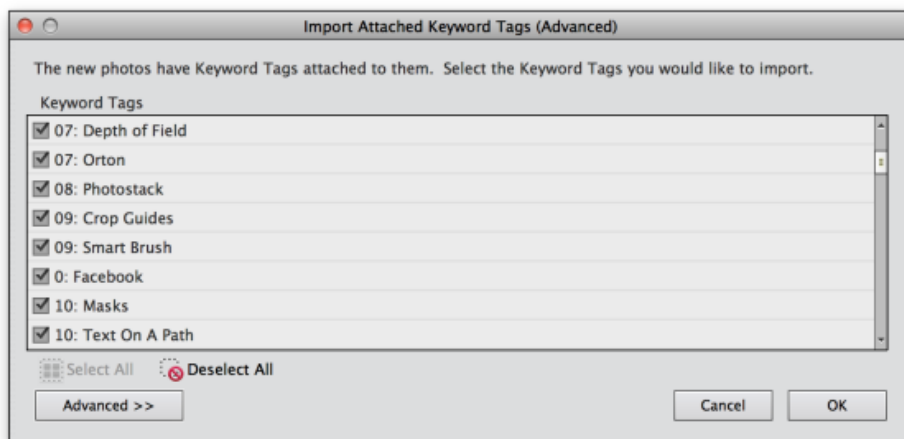 Import Attached Keyword Tags (Advanced)
The new photos have Keyword Tags attached to them. Select the Keyword Tags you would like to import.
Keyword Tags
07: Depth of Field
07: Orton
08: Photostack
09: Crop Guides
09: Smart Brush
0: Facebook
10: Masks
10: Text On A Path
Select All Deselect All
Advanced >> Cancel OK